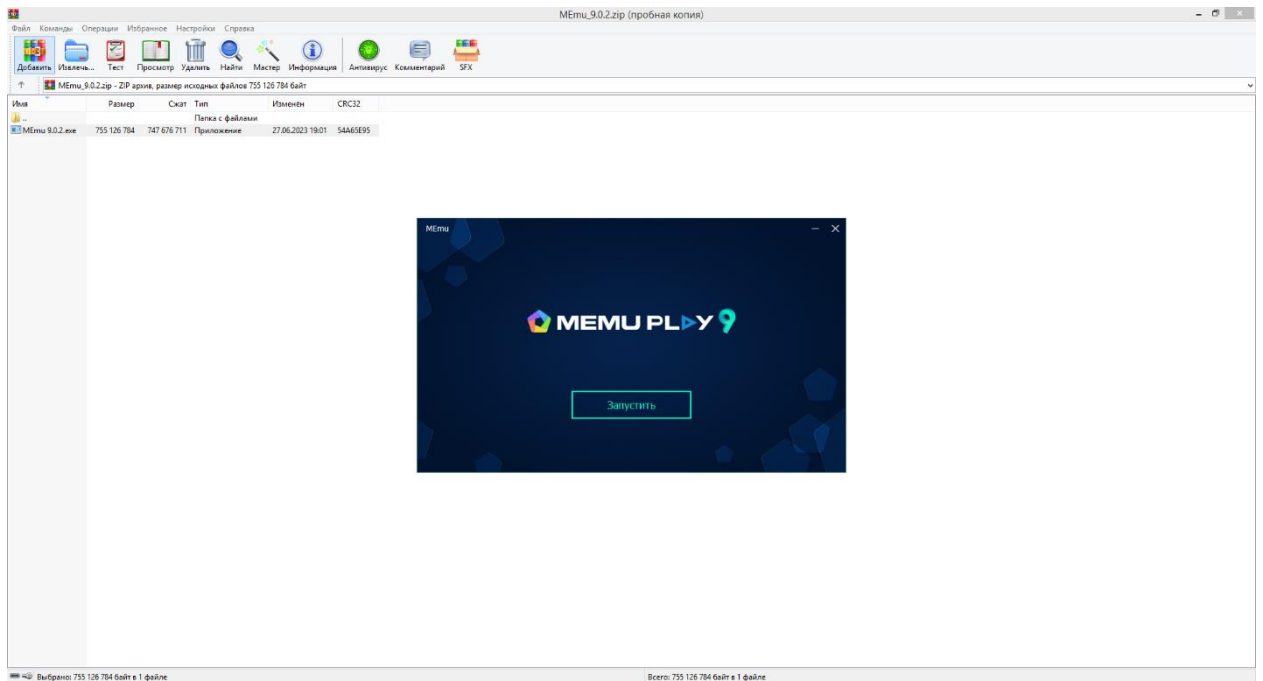 MEmu_9.0.2.zip (пробная копия)
Файл Команды Операции Избранное Настройки Справка
Добавить Извлечь... Тест Просмотр Удалить Найти Мастер Информация Антивирус Комментарий SFX
MEmu_9.0.2.zip - ZIP архив, размер исходных файлов 755 126 784 байт
Имя Размер Сжат Тип Изменён CRC32
.. Папка с файлами
MEmu 9.0.2.exe 755 126 784 747 676 711 Приложение 27.06.2023 19:01 54A65E95
MEmu
MEMU PLAY 9
Запустить
Выбрано: 755 126 784 байт в 1 файле Всего: 755 126 784 байт в 1 файле